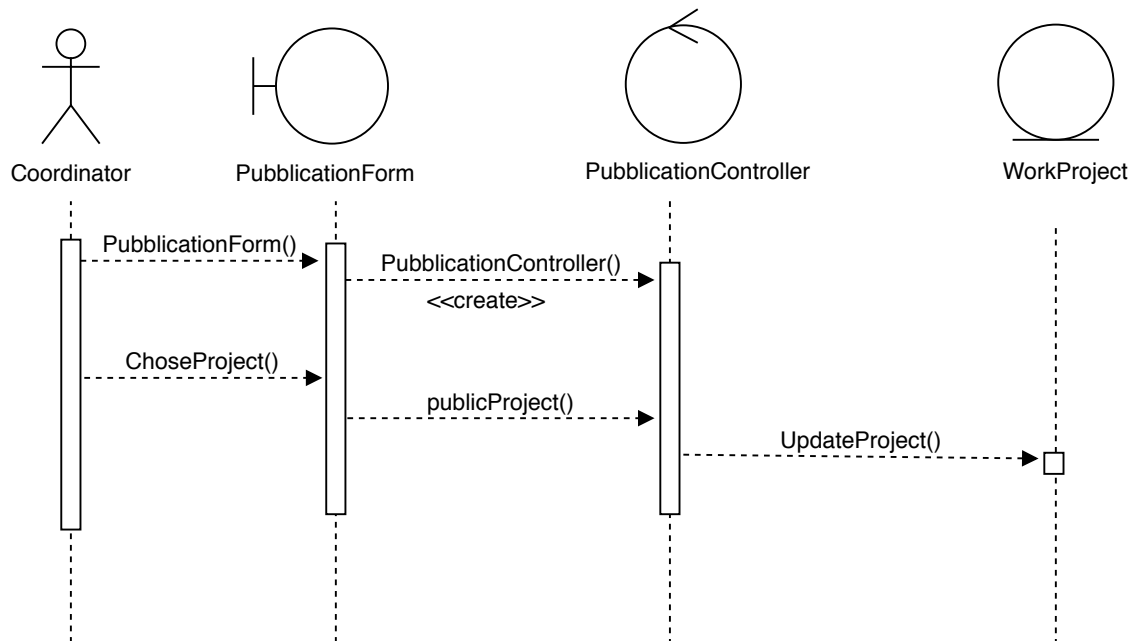 Coordinator
PubblicationForm
PubblicationController
WorkProject
PubblicationForm()
PubblicationController()
<<create>>
ChoseProject()
publicProject()
UpdateProject()